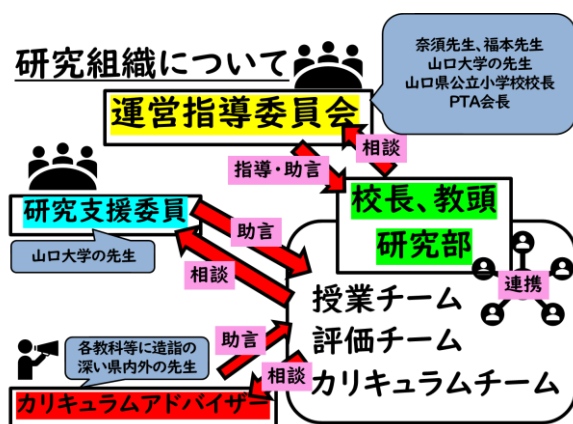 研究組織について
奈須先生、福本先生
山口大学の先生
山口県公立小学校校長
PTA会長
運営指導委員会
相談
指導・助言
校長、教頭
研究部
研究支援委員
山口大学の先生
助言
相談
連携
授業チーム
評価チーム
カリキュラムチーム
各教科等に造詣の
深い県内外の先生
助言
相談
カリキュラムアドバイザー